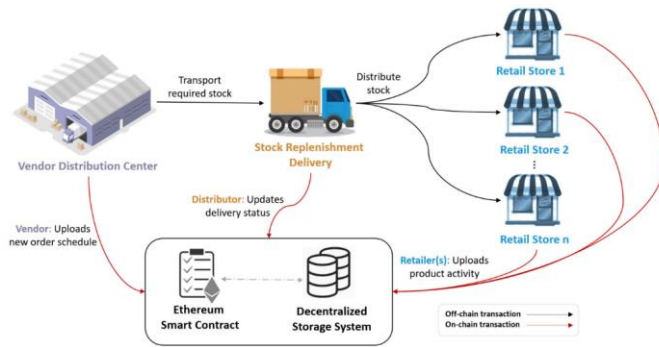 Transport
required stock
Distribute
stock
Retail Store 1
Vendor Distribution Center
Stock Replenishment
Delivery
Retail Store 2
Retail Store n
Vendor: Uploads
new order schedule
Distributor: Updates
delivery status
Retailer(s): Uploads
product activity
Ethereum
Smart Contract
Decentralized
Storage System
Off-chain transaction
On-chain transaction